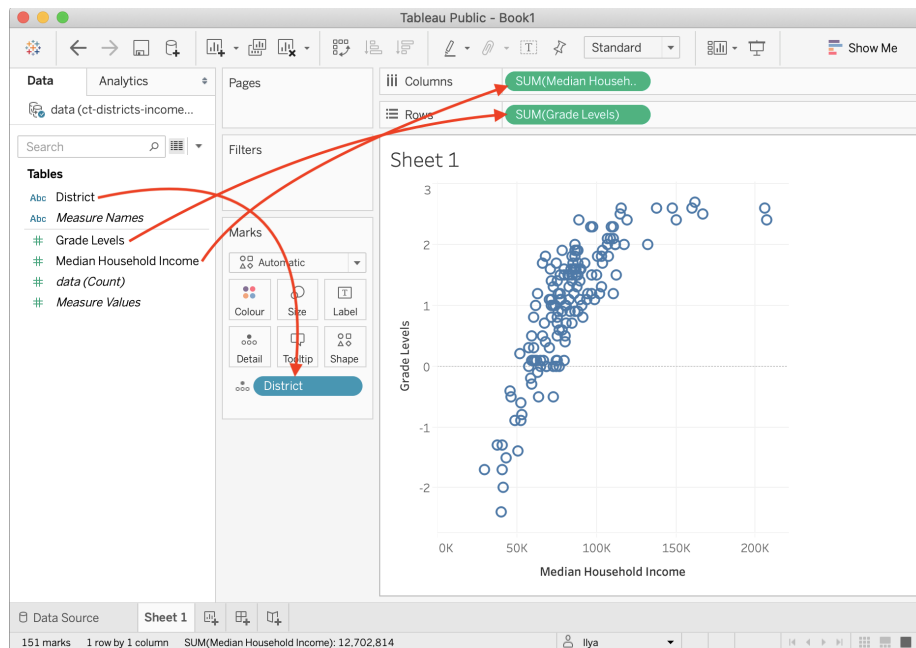 Tableau Public - Book1
Standard
Show Me
Data
Analytics
Pages
Columns
SUM(Median Househ..
data (ct-districts-income...
Rows
SUM(Grade Levels)
Search
Filters
Sheet 1
Tables
Abc District
Abc Measure Names
Grade Levels
Median Household Income
data (Count)
Measure Values
Marks
Automatic
Colour
Size
Label
Detail
Tooltip
Shape
District
3
2
1
0
-1
-2
Grade Levels
0K
50K
100K
150K
200K
Median Household Income
Data Source
Sheet 1
151 marks
1 row by 1 column
SUM(Median Household Income): 12,702,814
Ilya